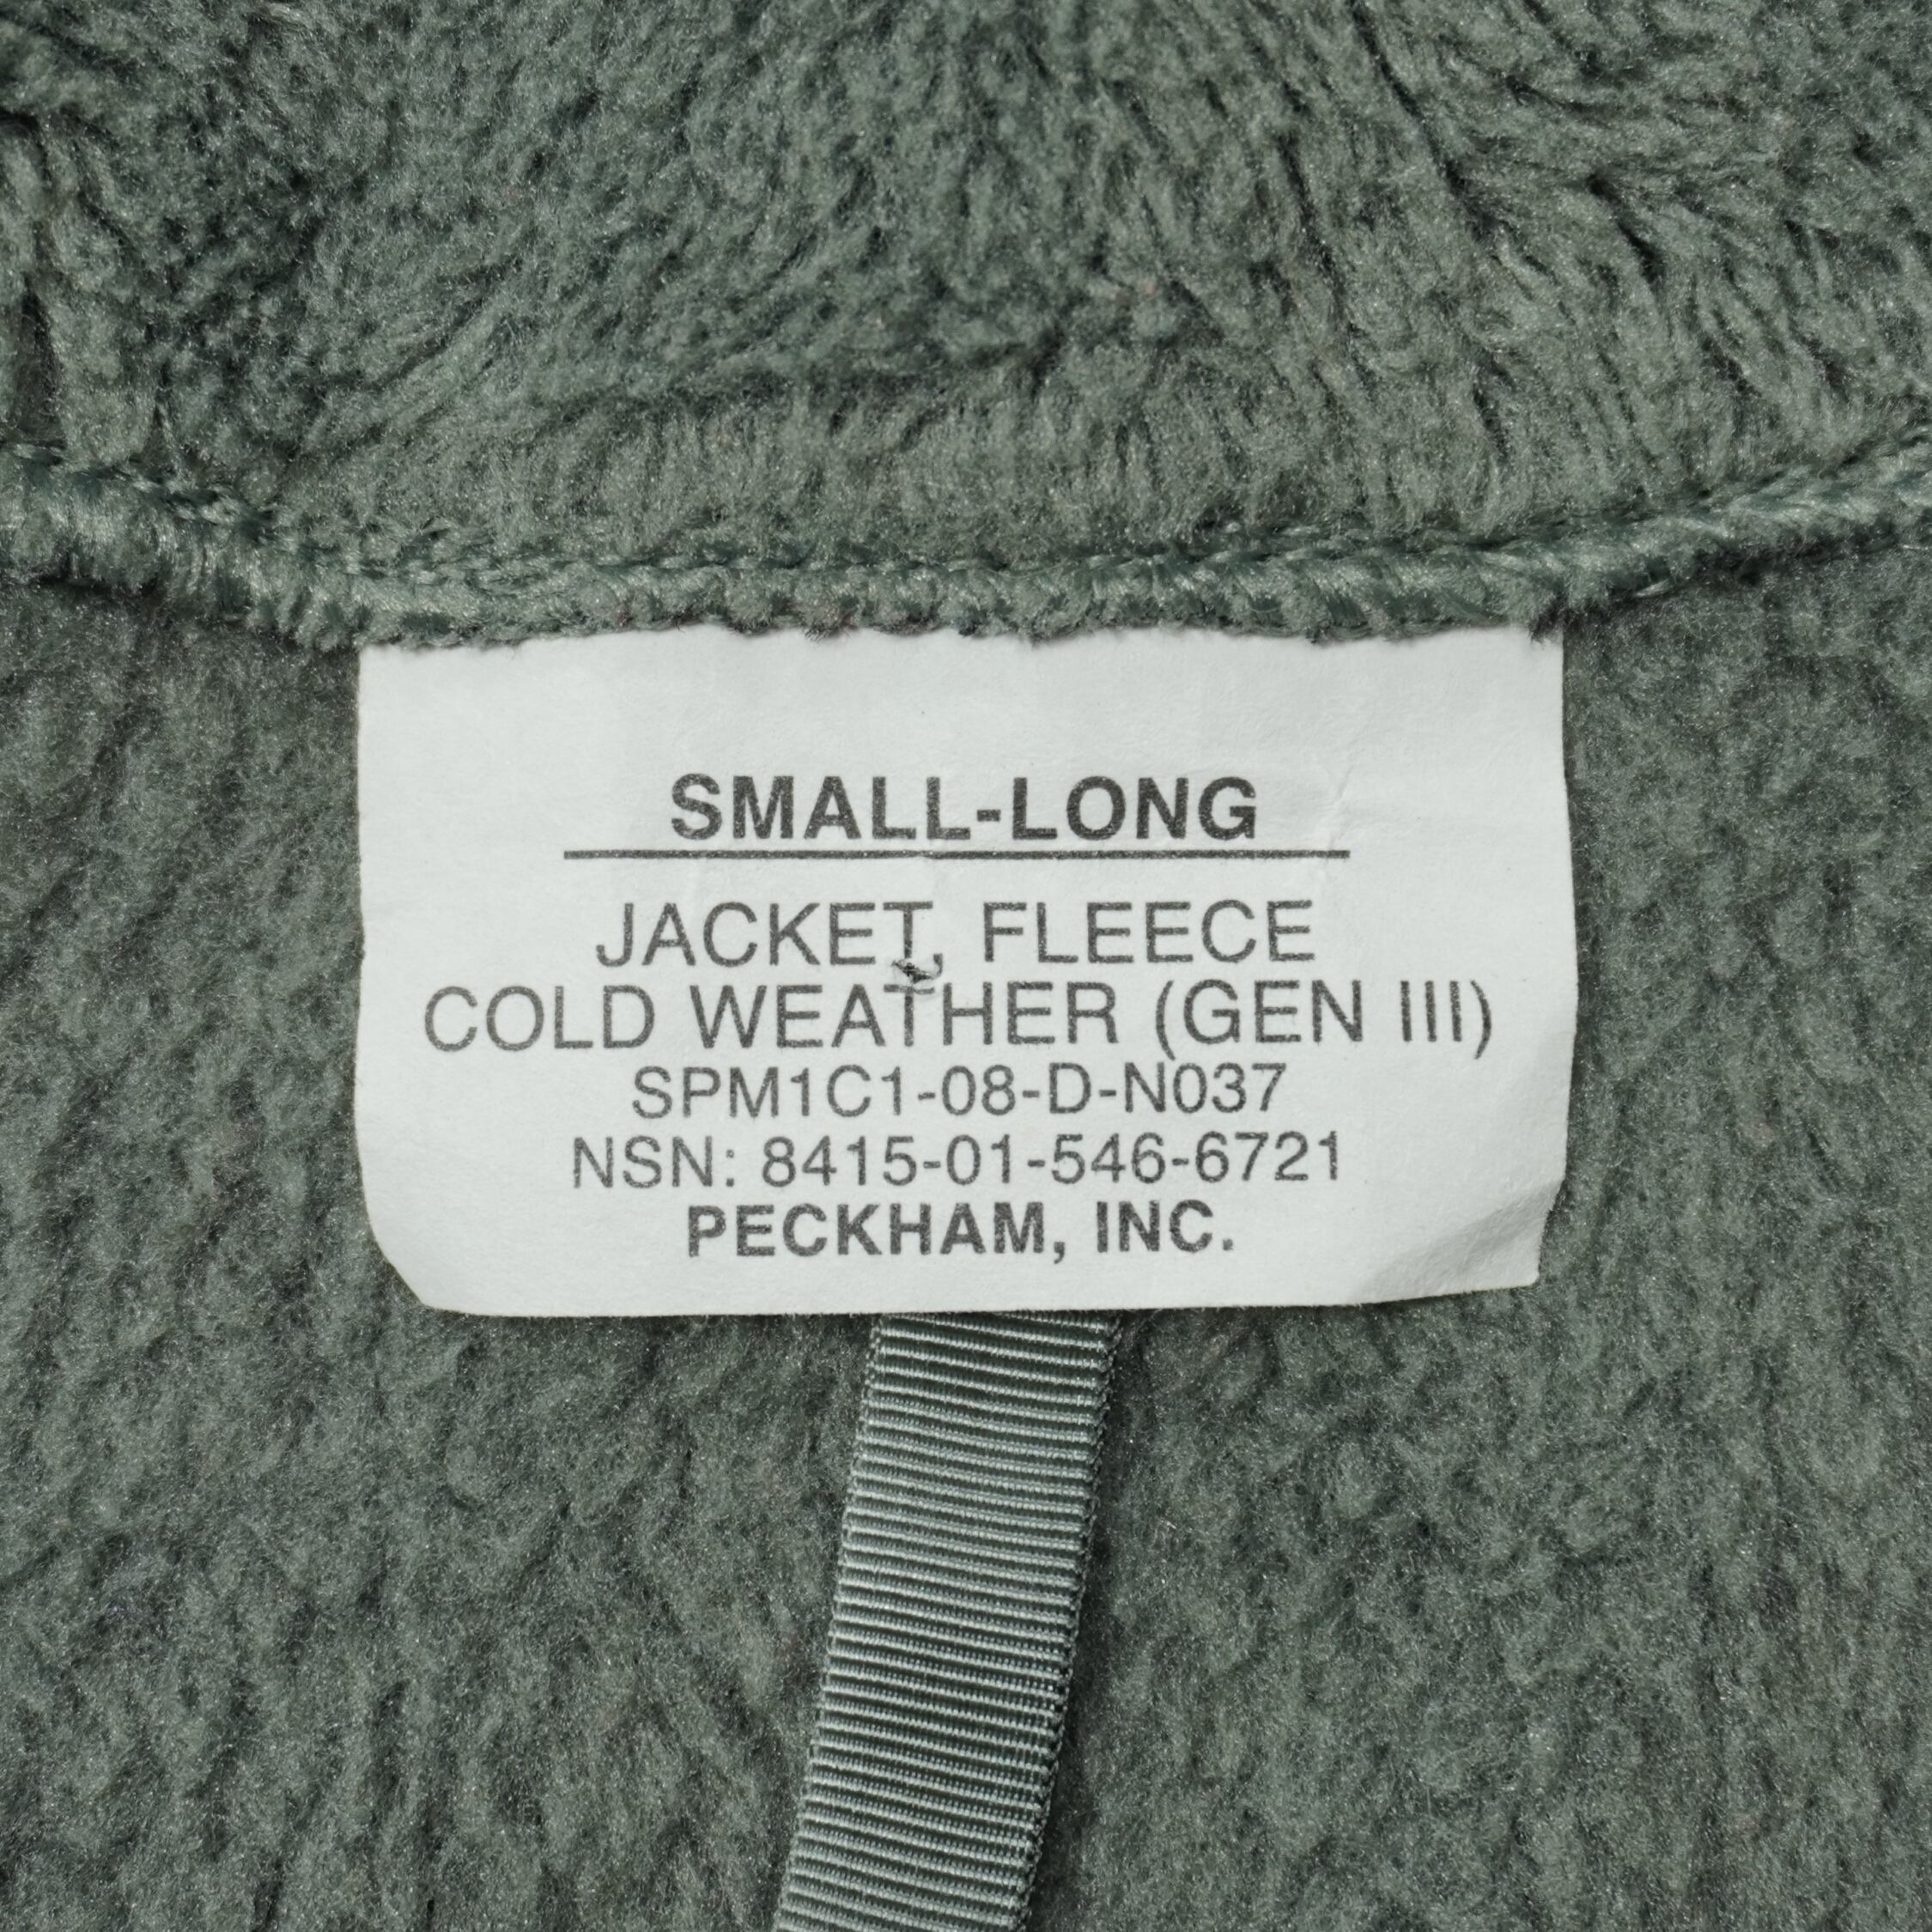 SMALL-LONG
JACKET, FLEECE
COLD WEATHER (GEN III)
SPM1C1-08-D-N037
NSN: 8415-01-546-6721
PECKHAM, INC.